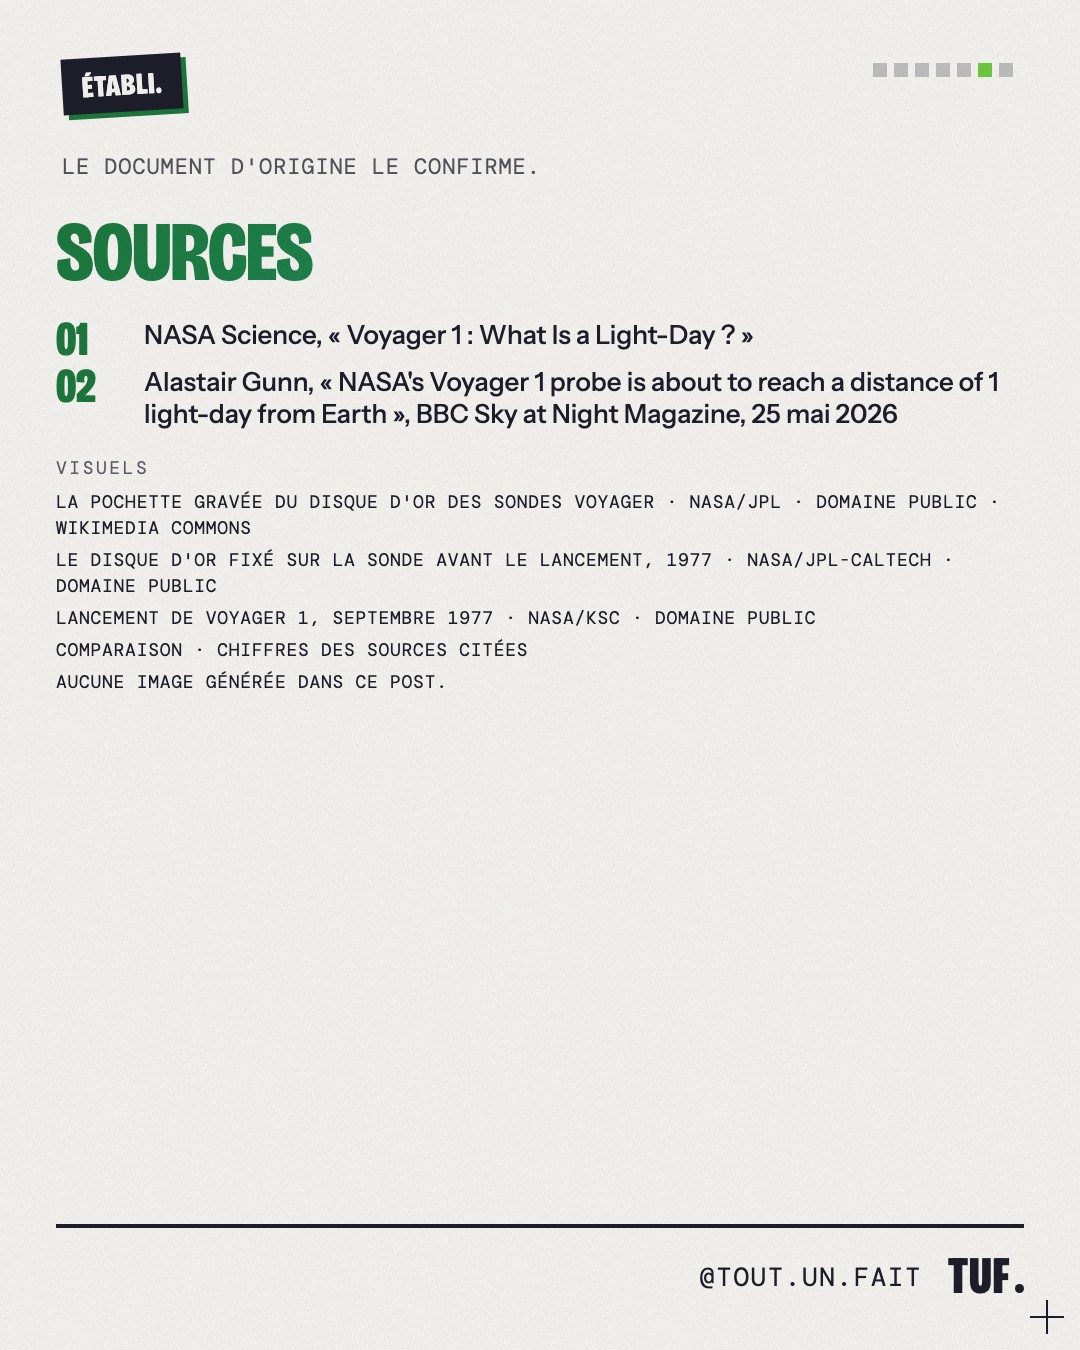 ÉTABLI.
LE DOCUMENT D'ORIGINE LE CONFIRME.
SOURCES
01 NASA Science, « Voyager 1 : What Is a Light-Day ? »
02 Alastair Gunn, « NASA's Voyager 1 probe is about to reach a distance of 1
light-day from Earth », BBC Sky at Night Magazine, 25 mai 2026
VISUELS
LA POCHETTE GRAVÉE DU DISQUE D'OR DES SONDES VOYAGER · NASA/JPL · DOMAINE PUBLIC ·
WIKIMEDIA COMMONS
LE DISQUE D'OR FIXÉ SUR LA SONDE AVANT LE LANCEMENT, 1977 · NASA/JPL-CALTECH ·
DOMAINE PUBLIC
LANCEMENT DE VOYAGER 1, SEPTEMBRE 1977 · NASA/KSC · DOMAINE PUBLIC
COMPARAISON · CHIFFRES DES SOURCES CITÉES
AUCUNE IMAGE GÉNÉRÉE DANS CE POST.
@TOUT.UN.FAIT TUF.